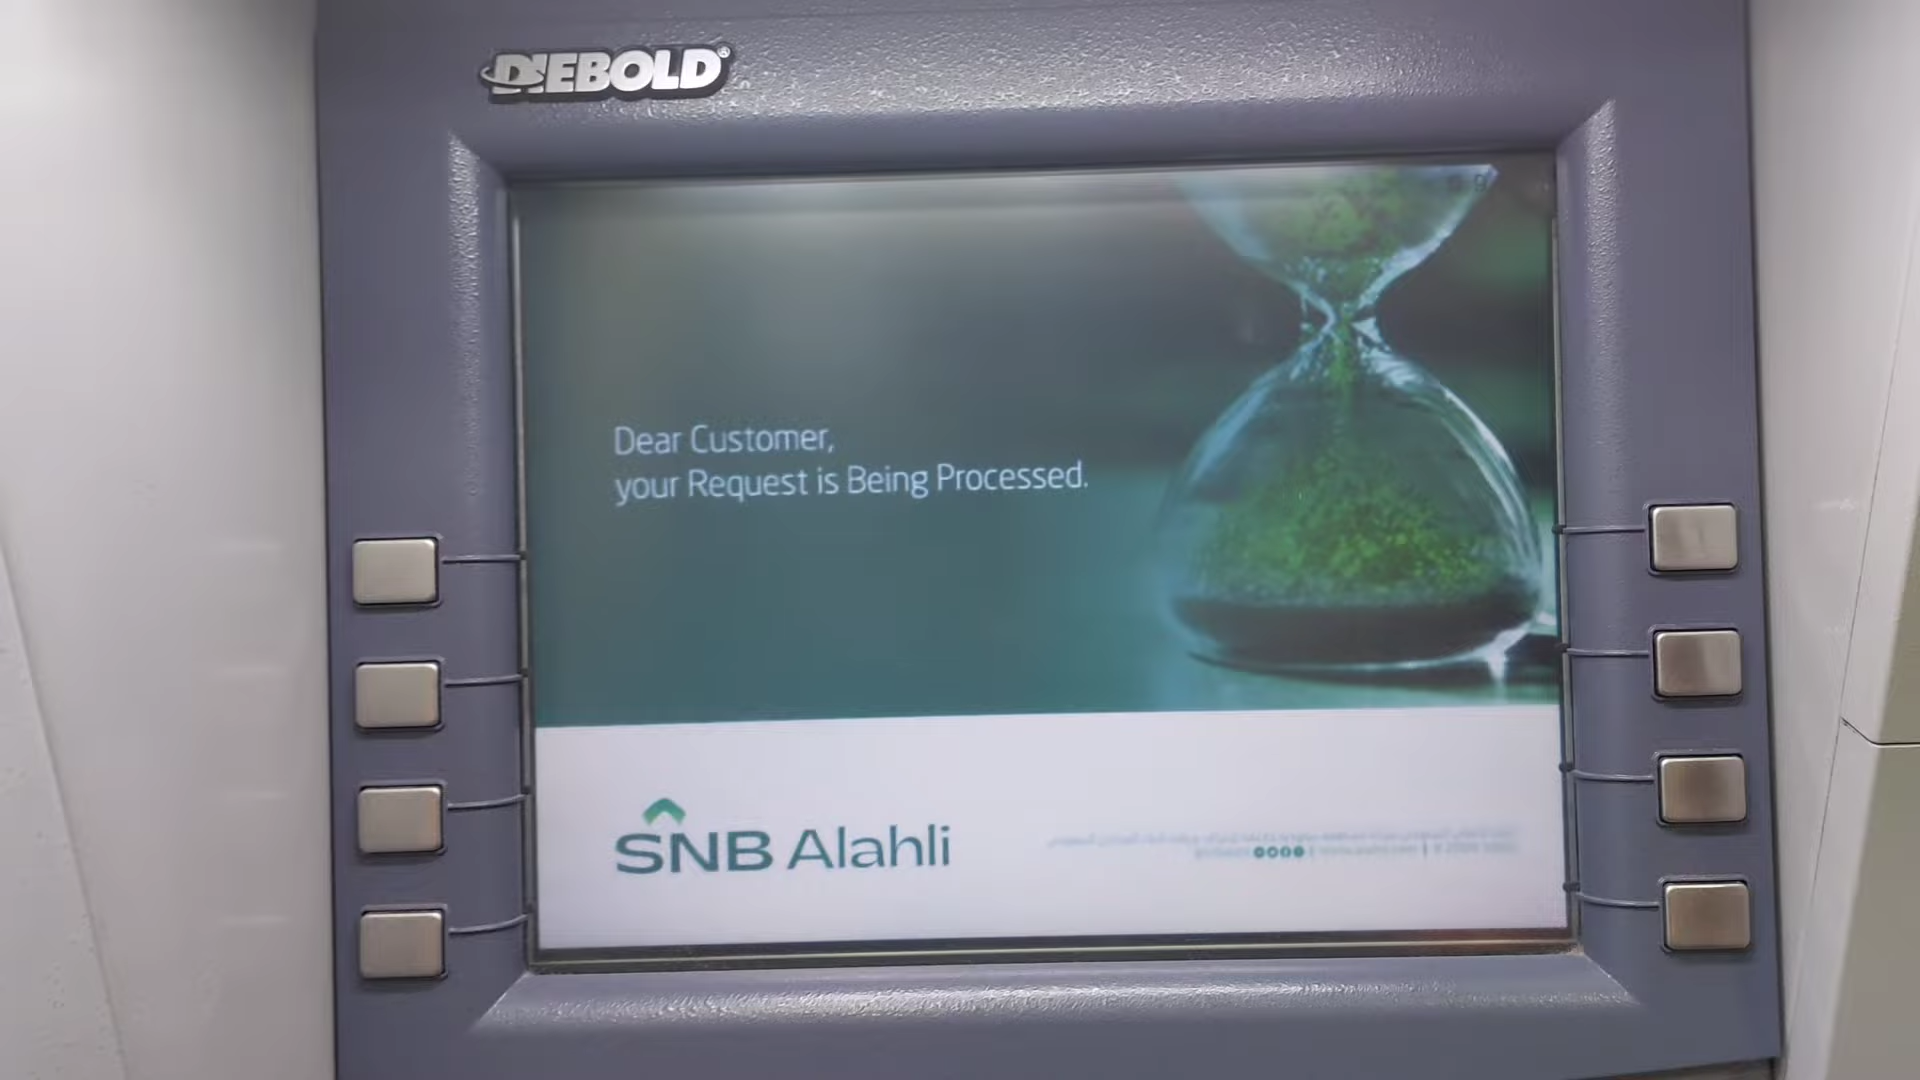 DIEBOLD
Dear Customer,
your Request is Being Processed.
SNB Alahli